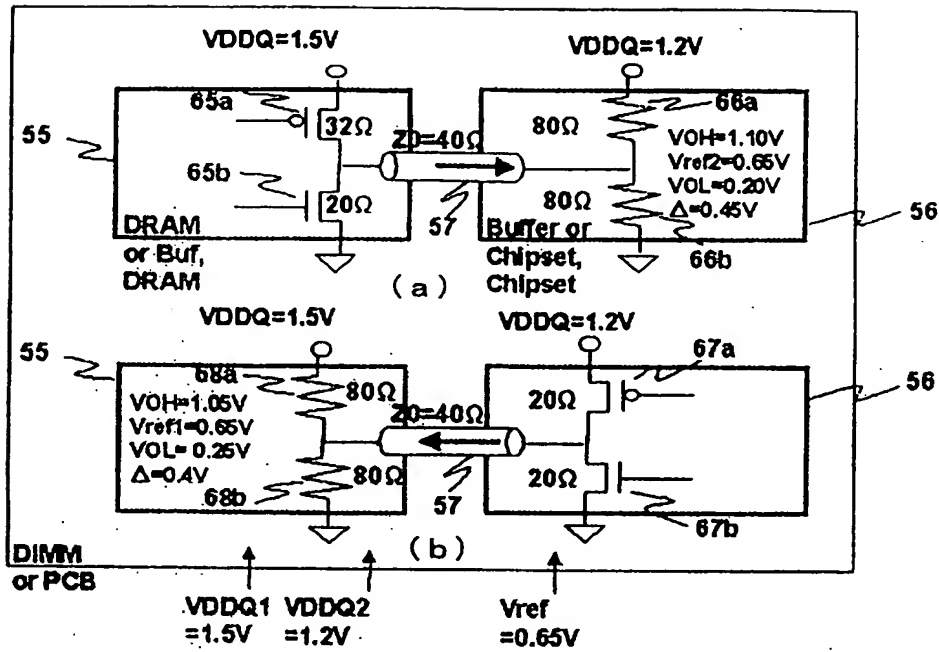 VDDQ=1.5V
VDDQ=1.2V
65a
66a
55
32Ω
Z0=40Ω
80Ω
VOH=1.10V
Vref2=0.65V
VOL=0.20V
Δ=0.45V
65b
20Ω
57
80Ω
56
DRAM
or Buf,
DRAM
Buffer or
Chipset,
Chipset
66b
(a)
VDDQ=1.5V
VDDQ=1.2V
55
68a
67a
56
80Ω
VOH=1.05V
Vref1=0.65V
VOL= 0.25V
Δ=0.4V
Z0=40Ω
20Ω
80Ω
20Ω
68b
57
67b
(b)
DIMM
or PCB
VDDQ1
=1.5V
VDDQ2
=1.2V
Vref
=0.65V